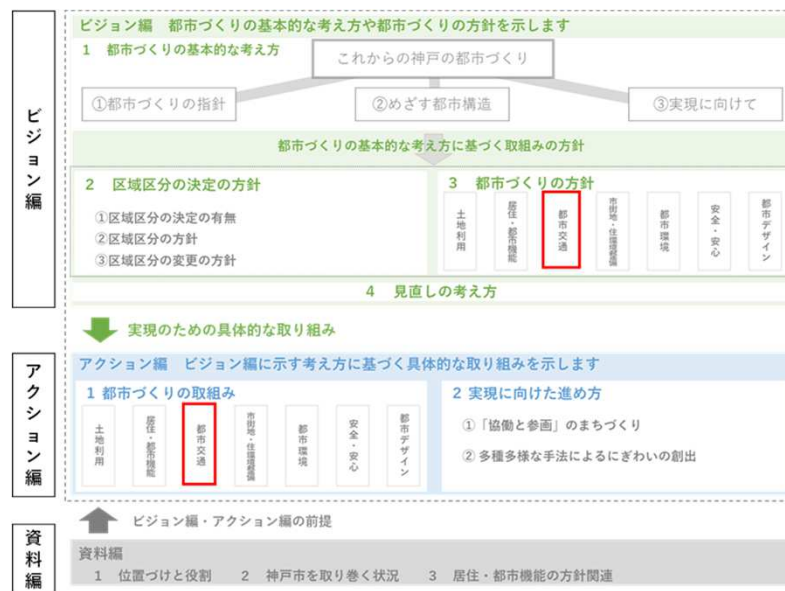 ビジョン編
ビジョン編 都市づくりの基本的な考え方や都市づくりの方針を示します
1 都市づくりの基本的な考え方
これからの神戸の都市づくり
①都市づくりの指針
②めざす都市構造
③実現に向けて
都市づくりの基本的な考え方に基づく取組みの方針
2 区域区分の決定の方針
①区域区分の決定の有無
②区域区分の方針
③区域区分の変更の方針
3 都市づくりの方針
土地利用
居住・都市機能
都市交通
市街地・住環境整備
都市環境
安全・安心
都市デザイン
4 見直しの考え方
実現のための具体的な取り組み
アクション編
アクション編 ビジョン編に示す考え方に基づく具体的な取り組みを示します
1 都市づくりの取組み
土地利用
居住・都市機能
都市交通
市街地・住環境整備
都市環境
安全・安心
都市デザイン
2 実現に向けた進め方
①「協働と参画」のまちづくり
② 多種多様な手法によるにぎわいの創出
ビジョン編・アクション編の前提
資料編
資料編
1 位置づけと役割 2 神戸市を取り巻く状況 3 居住・都市機能の方針関連